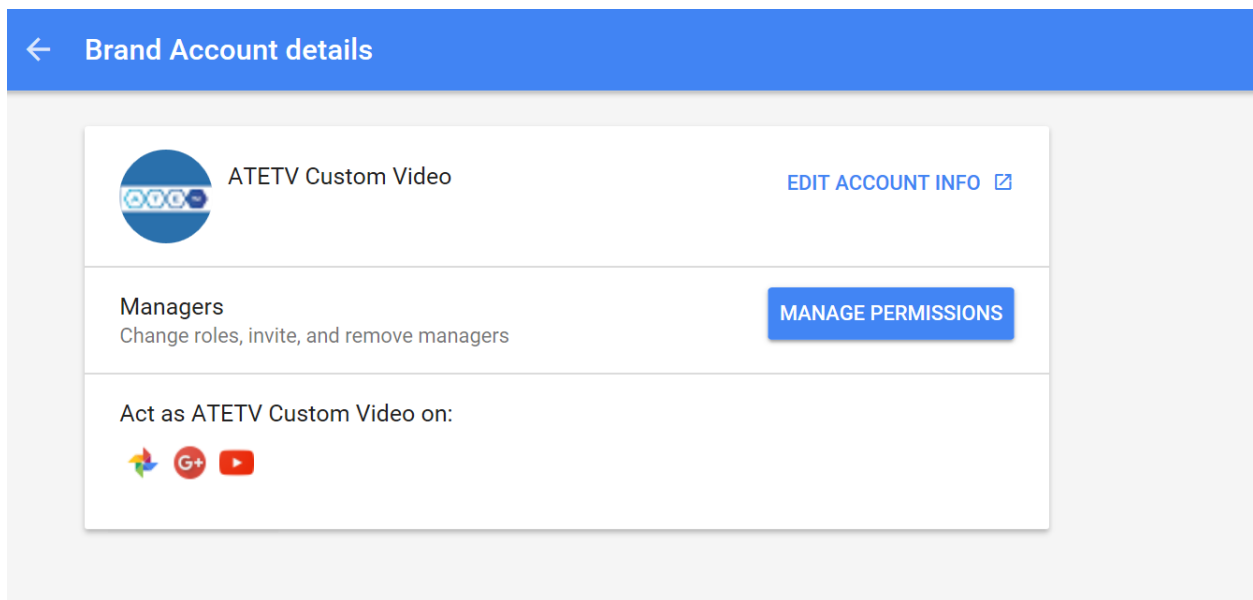 Brand Account details
ATETV Custom Video
EDIT ACCOUNT INFO
A T E
Managers
Change roles, invite, and remove managers
MANAGE PERMISSIONS
Act as ATETV Custom Video on:
G+